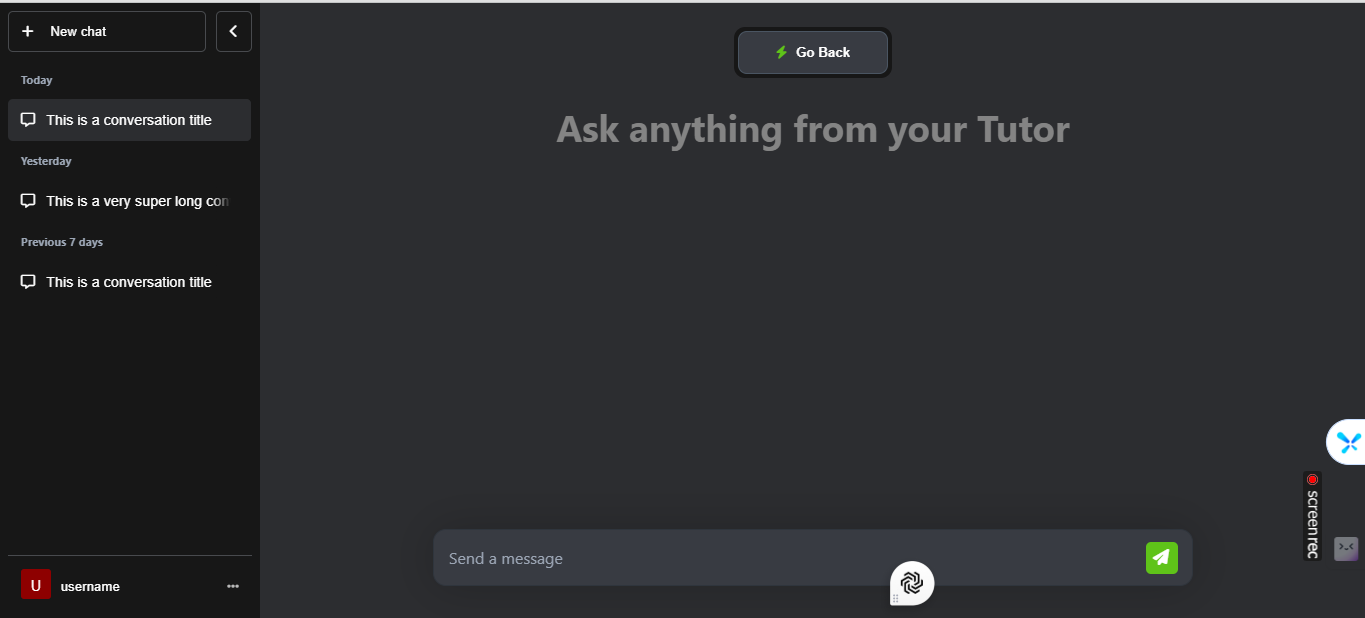 New chat
Today
This is a conversation title
Yesterday
This is a very super long con
Previous 7 days
This is a conversation title
U
username
Go Back
Ask anything from your Tutor
Send a message
screenrec